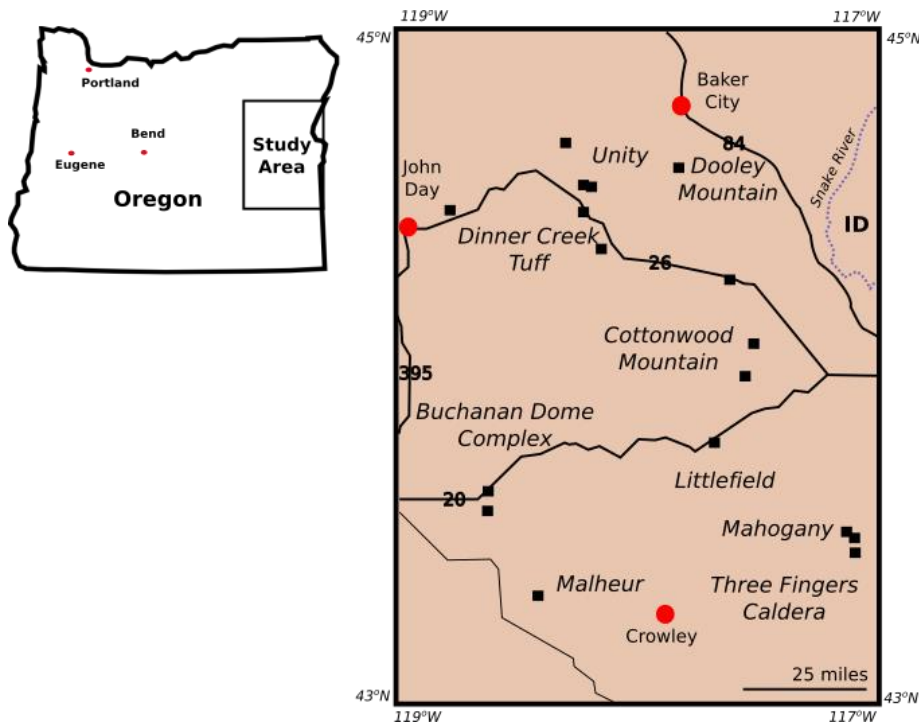 Portland
Bend
Eugene
Study
Area
Oregon
119°W
117°W
45°N
45°N
Baker
City
84
Unity
Dooley
Mountain
Snake River
ID
John
Day
Dinner Creek
Tuff
26
Cottonwood
Mountain
395
Buchanan Dome
Complex
Littlefield
20
Mahogany
Malheur
Three Fingers
Caldera
Crowley
25 miles
43°N
43°N
119°W
117°W